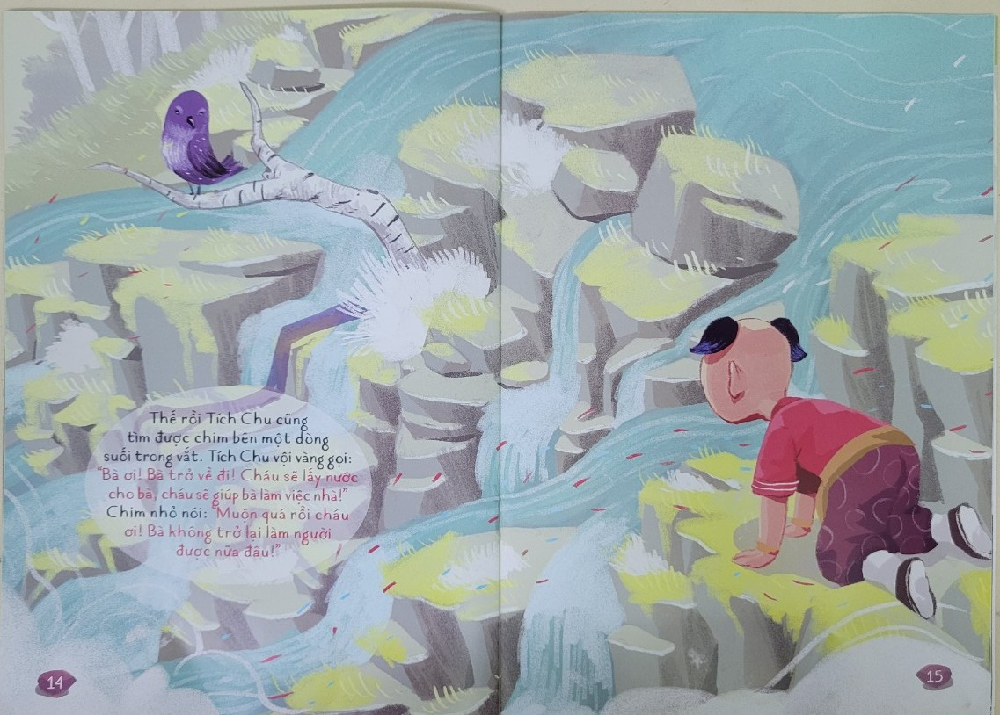 Thế rồi Tích Chu cũng
tìm được chim bên một dòng
suối trong vắt. Tích Chu vội vàng gọi:
“Bà ơi! Bà trở về đi! Cháu sẽ lấy nước
cho bà, cháu sẽ giúp bà làm việc nhà!”
Chim nhỏ nói: “Muộn quá rồi cháu
ơi! Bà không trở lại làm người
được nữa đâu!”
14
15